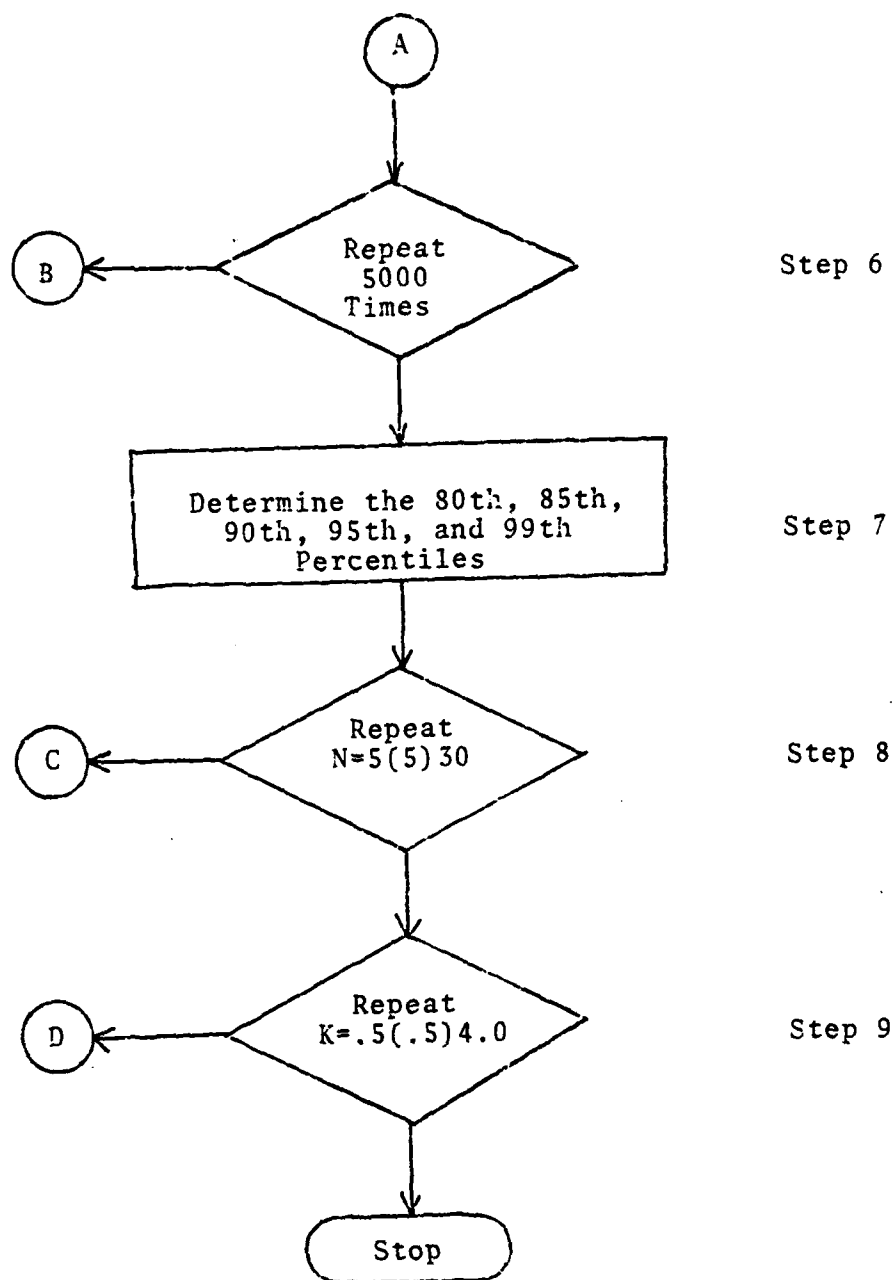 A
Repeat
5000
Times
B
Step 6
Determine the 80th, 85th,
90th, 95th, and 99th
Percentiles
Step 7
Repeat
N=5(5)30
C
Step 8
Repeat
K=.5(.5)4.0
D
Step 9
Stop